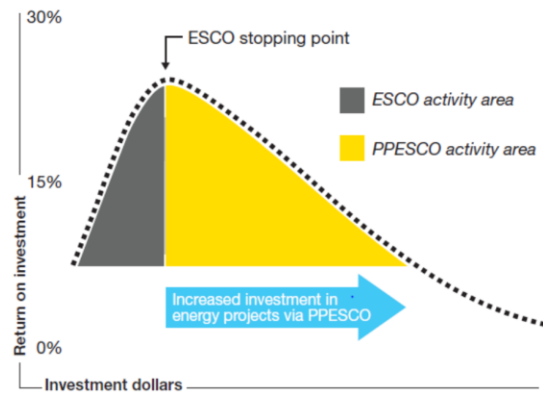 30%
ESCO stopping point
ESCO activity area
PPESCO activity area
15%
Return on investment
Increased investment in
energy projects via PPESCO
0%
Investment dollars